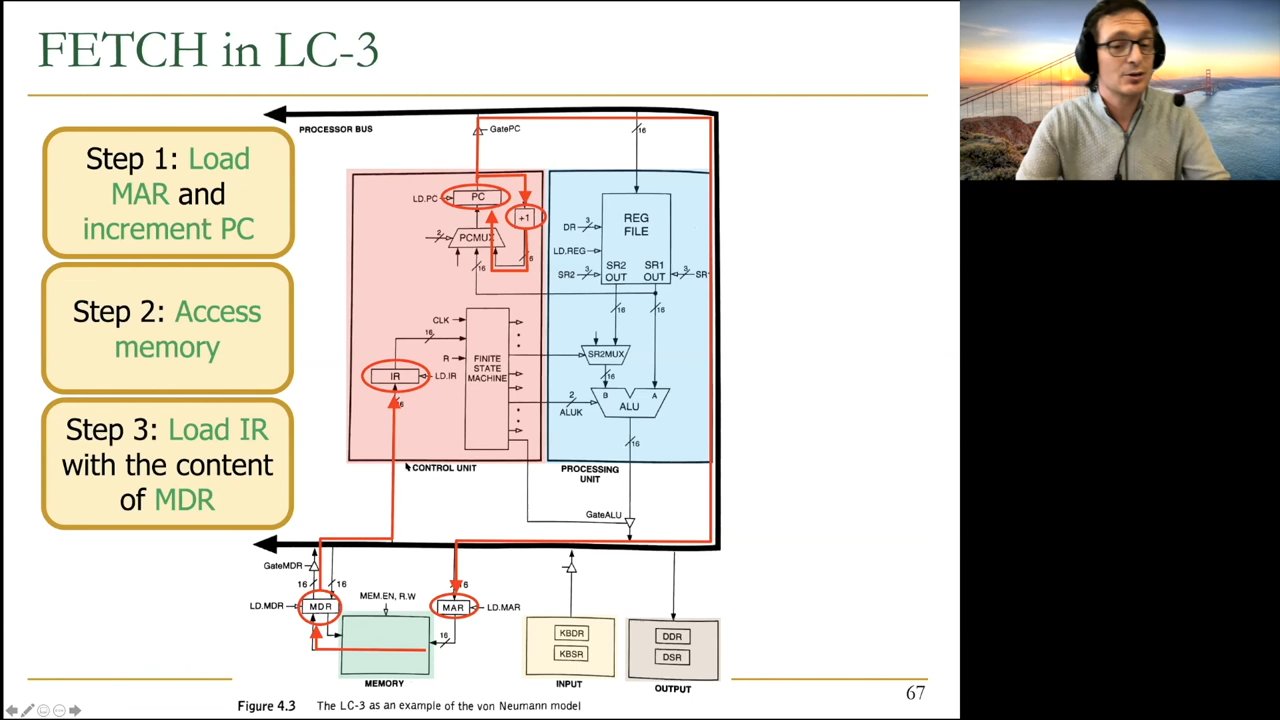 FETCH in LC-3
Step 1: Load
MAR and
increment PC
Step 2: Access
memory
Step 3: Load IR
with the content
of MDR
PROCESSOR BUS
GatePC
16
LD.PC
PC
+1
2
PCMUX
16
REG
FILE
DR
3
LD.REG
SR2
3
SR2
OUT
SR1
OUT
3
16
16
CLK
16
R
FINITE
STATE
MACHINE
IR
LD.IR
SR2MUX
16
B
A
ALU
2
ALUK
16
CONTROL UNIT
PROCESSING
UNIT
GateALU
GateMDR
16
16
LD.MDR
MDR
MEM.EN, R.W
MAR
LD.MAR
16
MEMORY
KBDR
KBSR
INPUT
DDR
DSR
OUTPUT
67
Figure 4.3 The LC-3 as an example of the von Neumann model